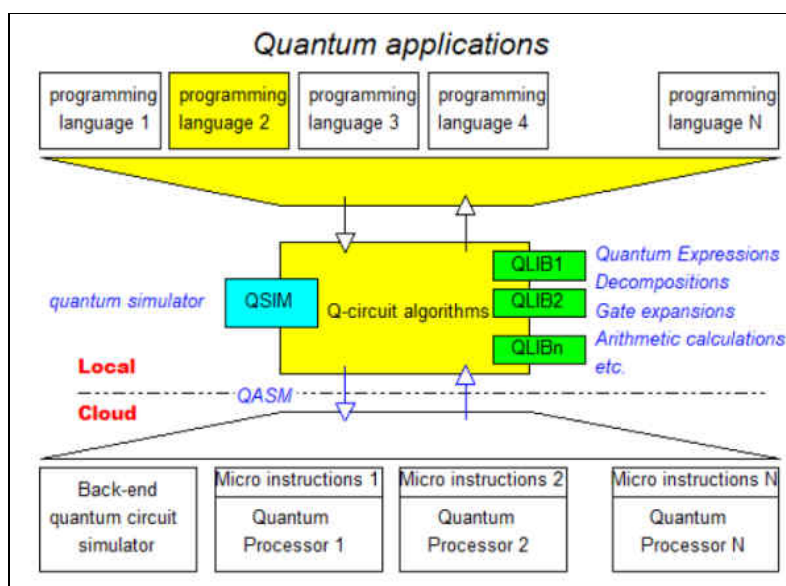 Quantum applications
programming
language 1
programming
language 2
programming
language 3
programming
language 4
programming
language N
quantum simulator
QSIM
Q-circuit algorithms
QLIB1
QLIB2
QLIBn
Quantum Expressions
Decompositions
Gate expansions
Arithmetic calculations
etc.
Local
QASM
Cloud
Back-end
quantum circuit
simulator
Micro instructions 1
Quantum
Processor 1
Micro instructions 2
Quantum
Processor 2
Micro instructions N
Quantum
Processor N